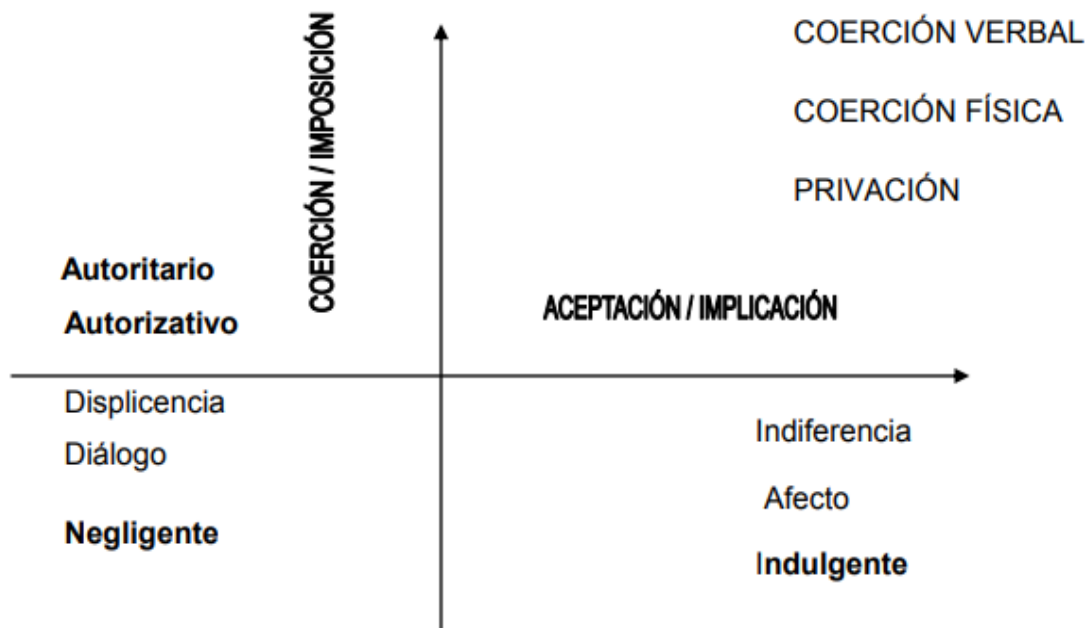 COERCIÓN / IMPOSICIÓN
COERCIÓN VERBAL
COERCIÓN FÍSICA
PRIVACIÓN
Autoritario
Autorizativo
ACEPTACIÓN / IMPLICACIÓN
Displicencia
Diálogo
Negligente
Indiferencia
Afecto
Indulgente